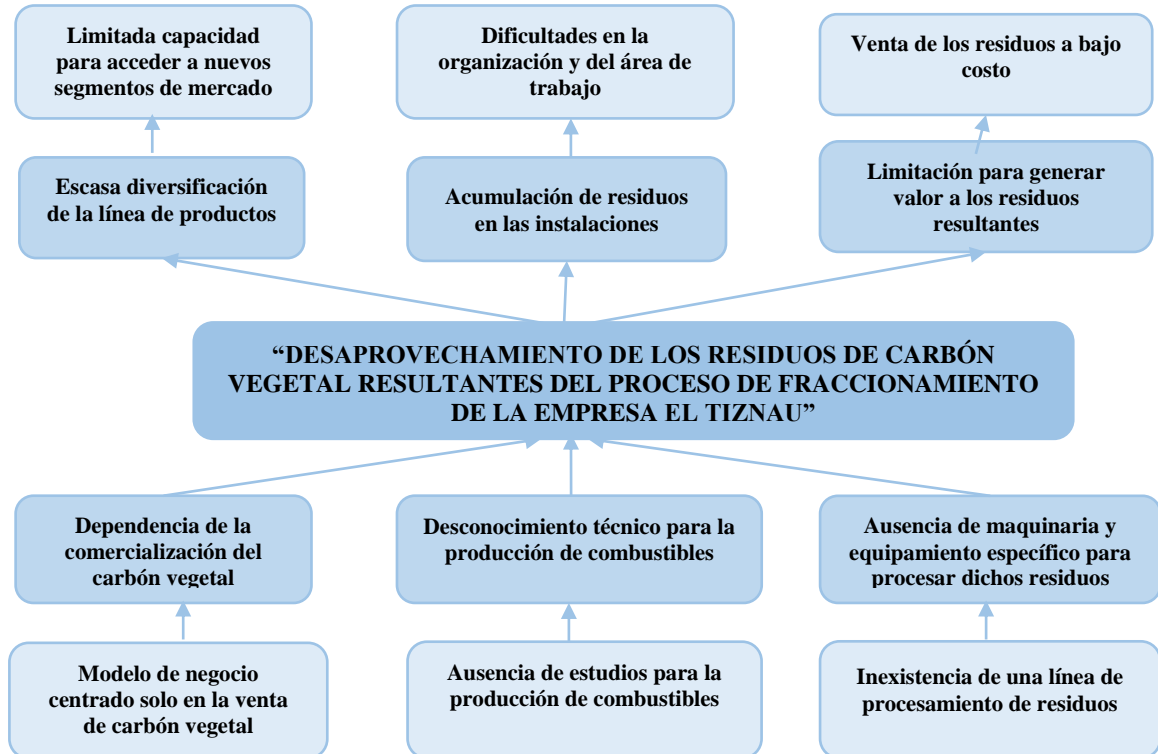 Limitada capacidad
para acceder a nuevos
segmentos de mercado
Dificultades en la
organización y del área de
trabajo
Venta de los residuos a bajo
costo
Escasa diversificación
de la línea de productos
Acumulación de residuos
en las instalaciones
Limitación para generar
valor a los residuos
resultantes
“DESAPROVECHAMIENTO DE LOS RESIDUOS DE CARBÓN
VEGETAL RESULTANTES DEL PROCESO DE FRACCIONAMIENTO
DE LA EMPRESA EL TIZNAU”
Dependencia de la
comercialización del
carbón vegetal
Desconocimiento técnico para la
producción de combustibles
Ausencia de maquinaria y
equipamiento específico para
procesar dichos residuos
Modelo de negocio
centrado solo en la venta
de carbón vegetal
Ausencia de estudios para la
producción de combustibles
Inexistencia de una línea de
procesamiento de residuos